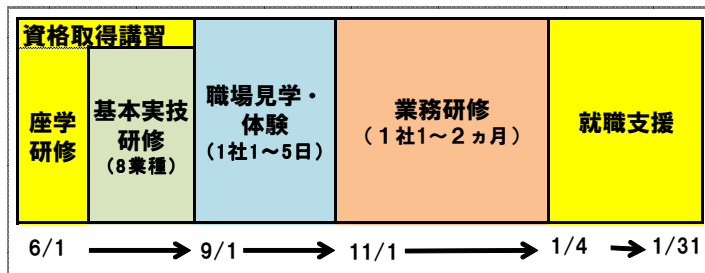 資格取得講習
座学
研修
基本実技
研修
(8業種)
職場見学・
体験
(1社1～5日)
業務研修
(1社1～2ヵ月)
就職支援
6/1
9/1
11/1
1/4
1/31